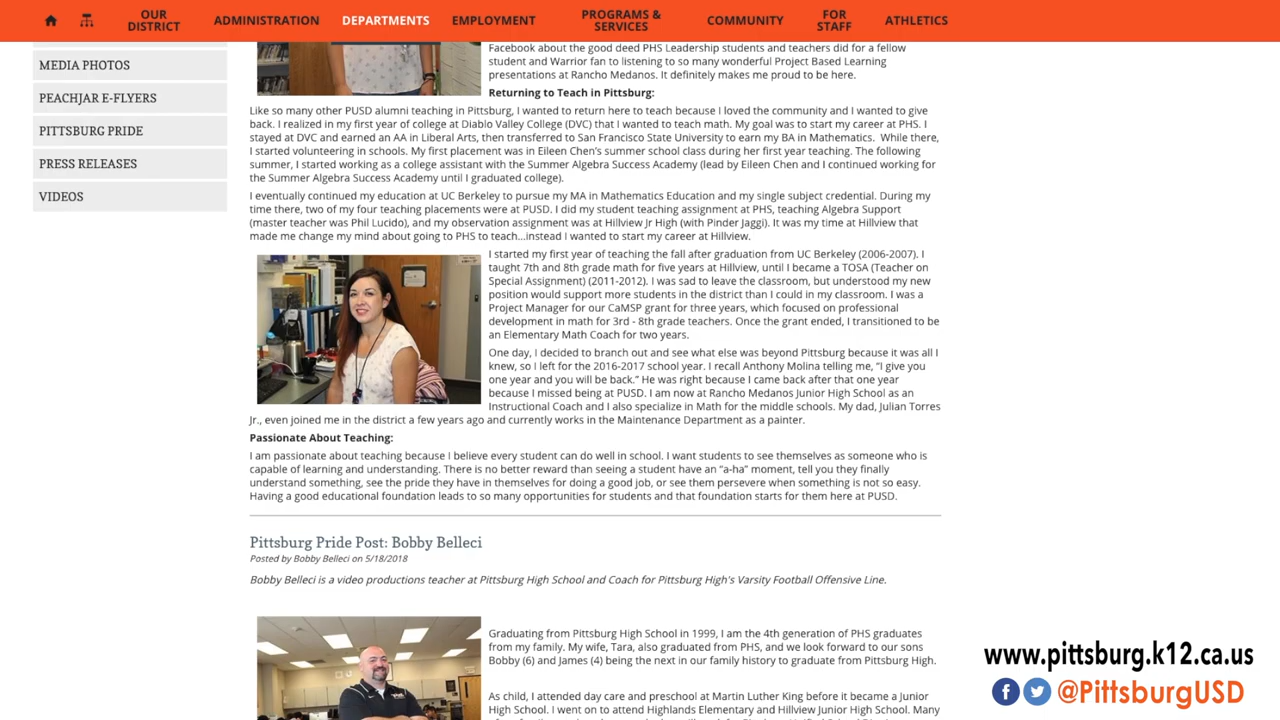 OUR DISTRICT
ADMINISTRATION
DEPARTMENTS
EMPLOYMENT
PROGRAMS & SERVICES
COMMUNITY
FOR STAFF
ATHLETICS
MEDIA PHOTOS
PEACHJAR E-FLYERS
PITTSBURG PRIDE
PRESS RELEASES
VIDEOS
Facebook about the good deed PHS Leadership students and teachers did for a fellow
student and Warrior fan to listening to so many wonderful Project Based Learning
presentations at Rancho Medanos. It definitely makes me proud to be here.
Returning to Teach in Pittsburg:
Like so many other PUSD alumni teaching in Pittsburg, I wanted to return here to teach because I loved the community and I wanted to give
back. I realized in my first year of college at Diablo Valley College (DVC) that I wanted to teach math. My goal was to start my career at PHS. I
stayed at DVC and earned an AA in Liberal Arts, then transferred to San Francisco State University to earn my BA in Mathematics. While there,
I started volunteering in schools. My first placement was in Eileen Chen's summer school class during her first year teaching. The following
summer, I started working as a college assistant with the Summer Algebra Success Academy (lead by Eileen Chen and I continued working for
the Summer Algebra Success Academy until I graduated college).
I eventually continued my education at UC Berkeley to pursue my MA in Mathematics Education and my single subject credential. During my
time there, two of my four teaching placements were at PUSD. I did my student teaching assignment at PHS, teaching Algebra Support
(master teacher was Phil Lucido), and my observation assignment was at Hillview Jr High (with Pinder Jaggi). It was my time at Hillview that
made me change my mind about going to PHS to teach...instead I wanted to start my career at Hillview.
I started my first year of teaching the fall after graduation from UC Berkeley (2006-2007). I
taught 7th and 8th grade math for five years at Hillview, until I became a TOSA (Teacher on
Special Assignment) (2011-2012). I was sad to leave the classroom, but understood my new
position would support more students in the district than I could in my classroom. I was a
Project Manager for our CaMSP grant for three years, which focused on professional
development in math for 3rd - 8th grade teachers. Once the grant ended, I transitioned to be
an Elementary Math Coach for two years.
One day, I decided to branch out and see what else was beyond Pittsburg because it was all I
knew, so I left for the 2016-2017 school year. I recall Anthony Molina telling me, "I give you
one year and you will be back." He was right because I came back after that one year
because I missed being at PUSD. I am now at Rancho Medanos Junior High School as an
Instructional Coach and I also specialize in Math for the middle schools. My dad, Julian Torres
Jr., even joined me in the district a few years ago and currently works in the Maintenance Department as a painter.
Passionate About Teaching:
I am passionate about teaching because I believe every student can do well in school. I want students to see themselves as someone who is
capable of learning and understanding. There is no better reward than seeing a student have an "a-ha" moment, tell you they finally
understand something, see the pride they have in themselves for doing a good job, or see them persevere when something is not so easy.
Having a good educational foundation leads to so many opportunities for students and that foundation starts for them here at PUSD.
Pittsburg Pride Post: Bobby Belleci
Posted by Bobby Belleci on 5/18/2018
Bobby Belleci is a video productions teacher at Pittsburg High School and Coach for Pittsburg High's Varsity Football Offensive Line.
Graduating from Pittsburg High School in 1999, I am the 4th generation of PHS graduates
from my family. My wife, Tara, also graduated from PHS, and we look forward to our sons
Bobby (6) and James (4) being the next in our family history to graduate from Pittsburg High.
As child, I attended day care and preschool at Martin Luther King before it became a Junior
High School. I went on to attend Highlands Elementary and Hillview Junior High School. Many
www.pittsburg.k12.ca.us
@PittsburgUSD